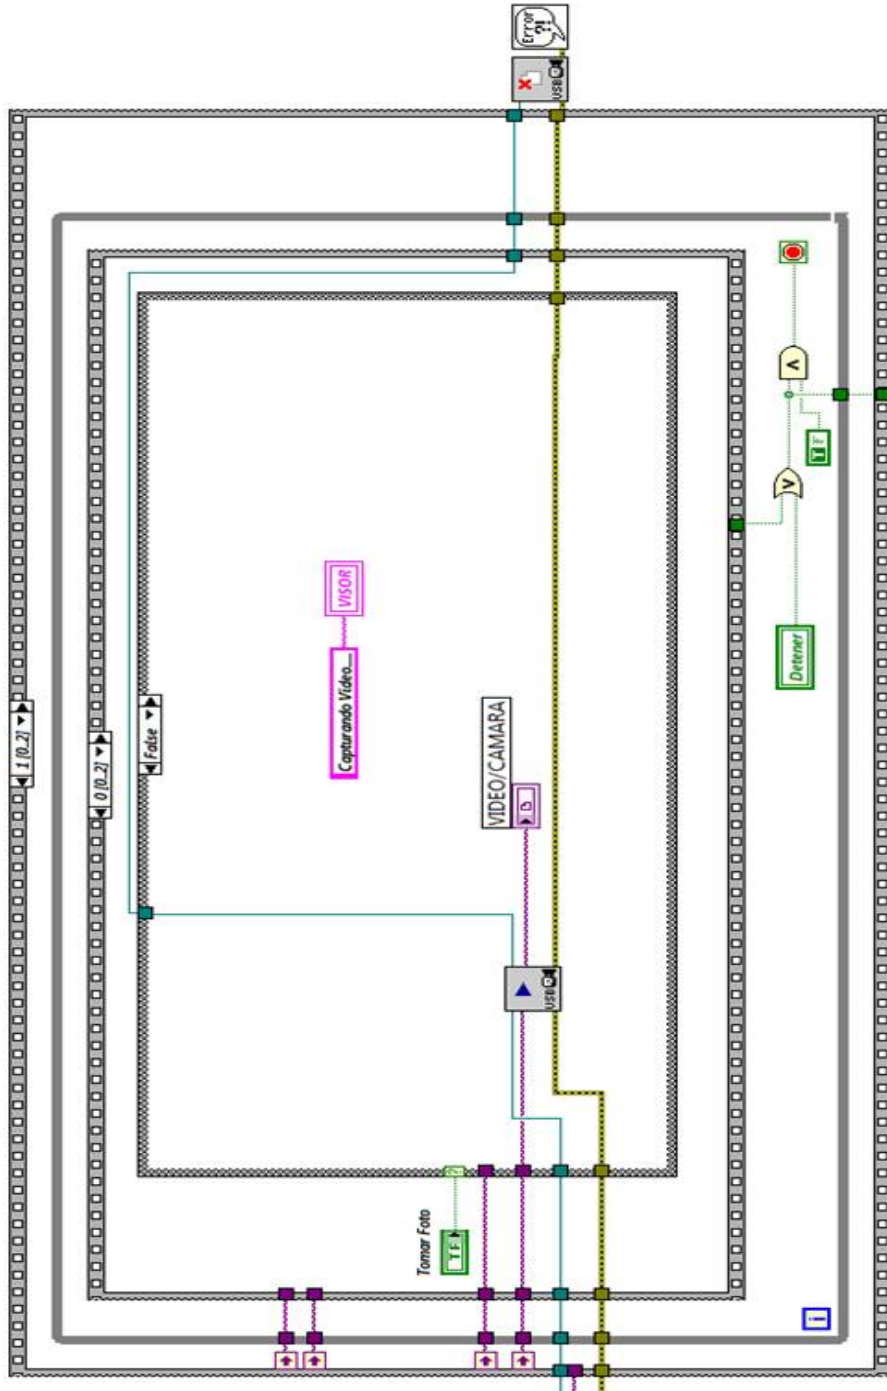 1 [0..2]
0 [0..2]
False
Tomar Foto
TF
?
USB
VIDEO/CAMARA
Capturando Video...
VISOR
Detener
V
TF
Λ
i
USB
Error
?!